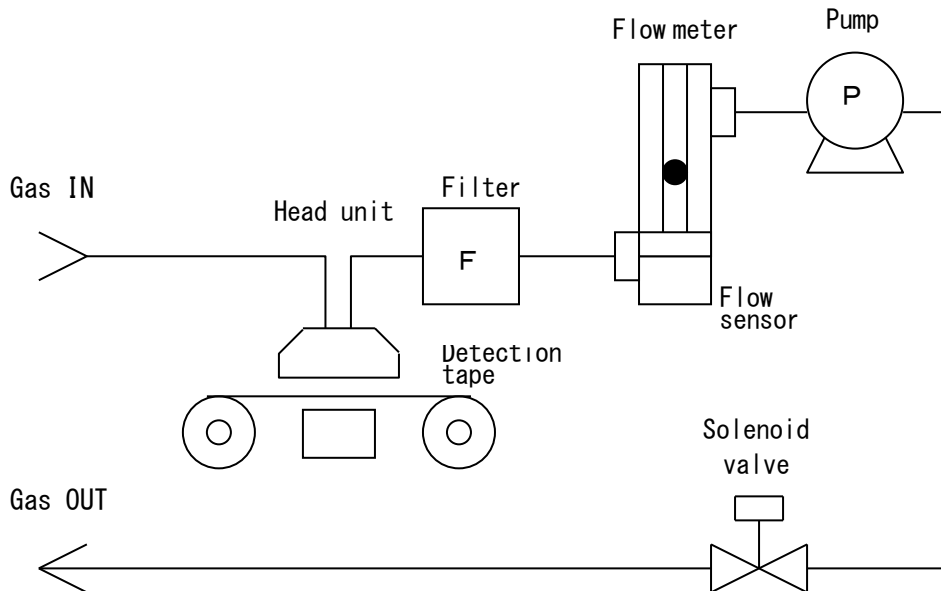 Pump
Flow meter
P
Gas IN
Filter
Head unit
F
Flow
sensor
Detection
tape
Solenoid
valve
Gas OUT